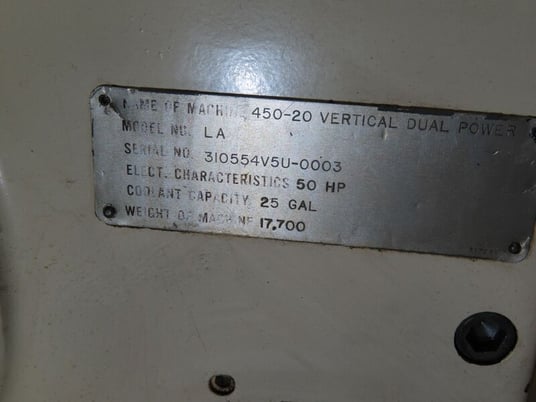 NAME OF MACHINE 450-20 VERTICAL DUAL POWER
MODEL NO. LA
SERIAL NO. 310554V5U-0003
ELECT. CHARACTERISTICS 50 HP
COOLANT CAPACITY 25 GAL
WEIGHT OF MACHINE 17,700